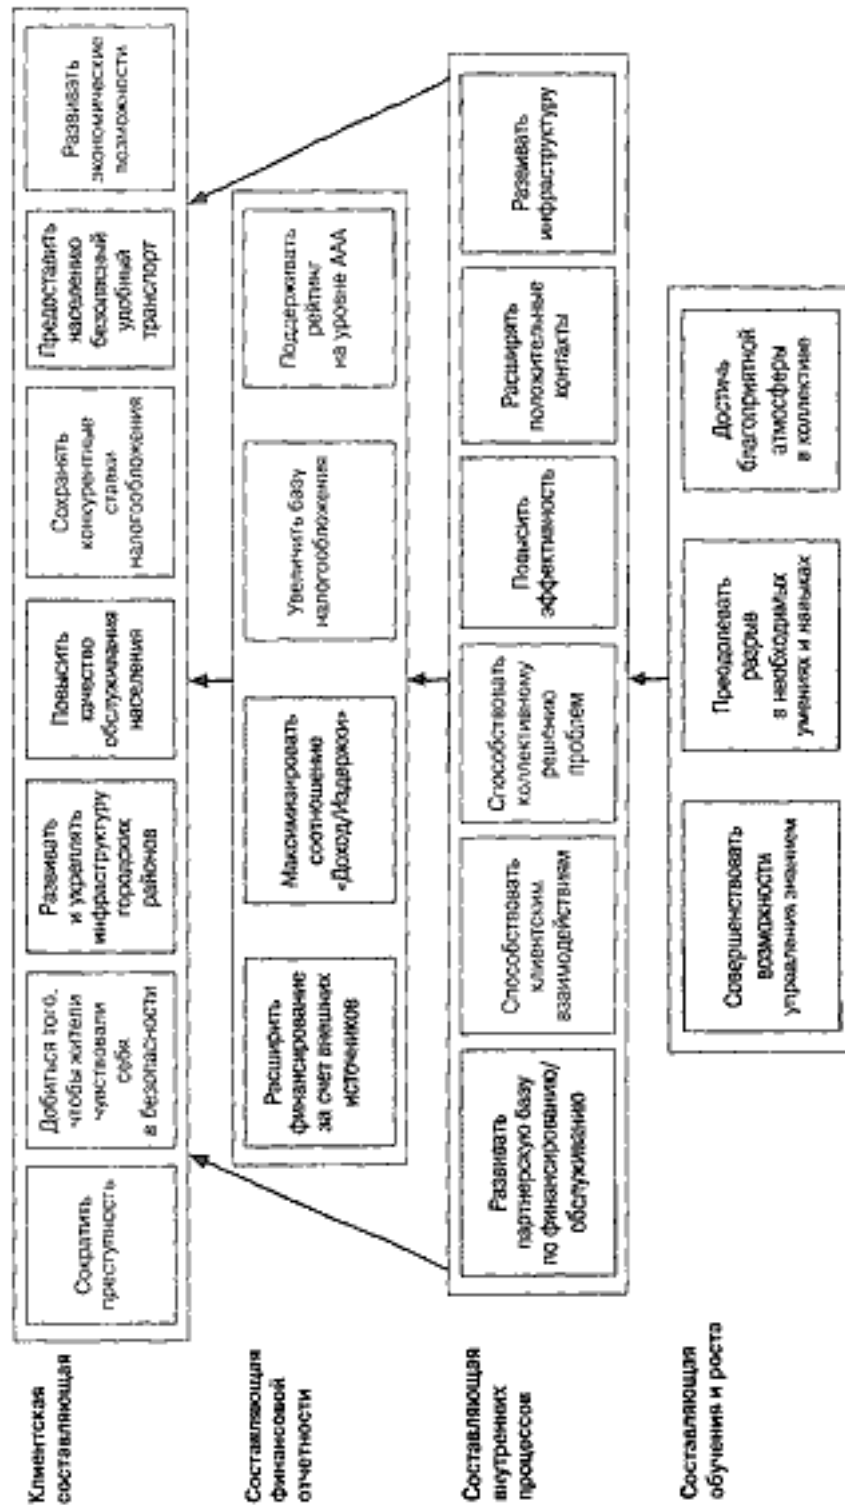 Клиентская
составляющая
Сократить
преступность
Добиться того,
чтобы жители
чувствовали
себя
в безопасности
Развивать
и укреплять
инфраструктуру
городских
районов
Повысить
качество
обслуживания
населения
Сохранять
конкурентные
ставки
налогообложения
Предоставить
населению
безопасный
удобный
транспорт
Развивать
экономические
возможности
Составляющая
финансовой
отчетности
Расширить
финансирование
за счет внешних
источников
Максимизировать
соотношение
«Доход/Издержки»
Увеличить базу
налогообложения
Поддерживать
рейтинг
на уровне ААА
Составляющая
внутренних
процессов
Развивать
партнерскую базу
по финансированию/
обслуживанию
Способствовать
клиентским
взаимодействиям
Способствовать
коллективному
решению
проблем
Повысить
эффективность
Расширять
положительные
контакты
Развивать
инфраструктуру
Составляющая
обучения и роста
Совершенствовать
возможности
управления знанием
Преодолевать
разрыв
в необходимых
умениях и навыках
Достичь
благоприятной
атмосферы
в коллективе